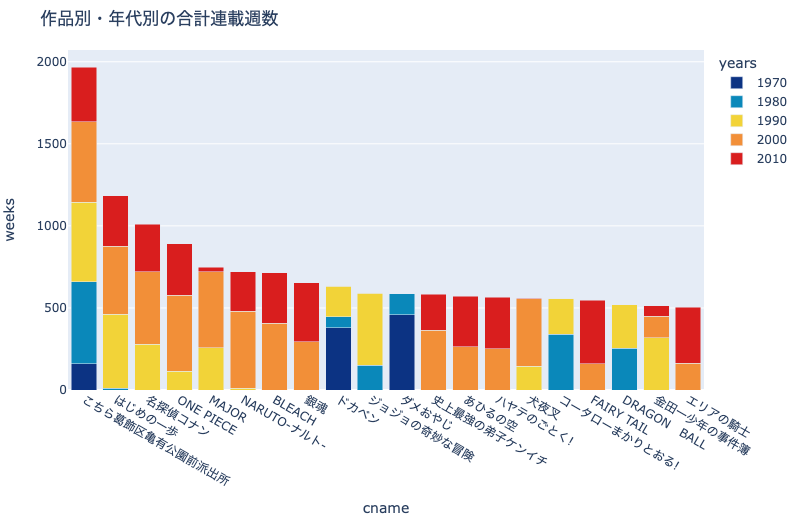 作品別・年代別の合計連載週数
2000
1500
1000
500
0
weeks
years
1970
1980
1990
2000
2010
こちら葛飾区亀有公園前派出所
はじめの一歩
名探偵コナン
ONE PIECE
MAJOR
NARUTO-ナルト-
BLEACH
銀魂
ドカベン
ジョジョの奇妙な冒険
ダメおやじ
史上最強の弟子ケンイチ
あひるの空
ハヤテのごとく!
犬夜叉
コータローまかりとおる!
FAIRY TAIL
DRAGON　BALL
金田一少年の事件簿
エリアの騎士
cname